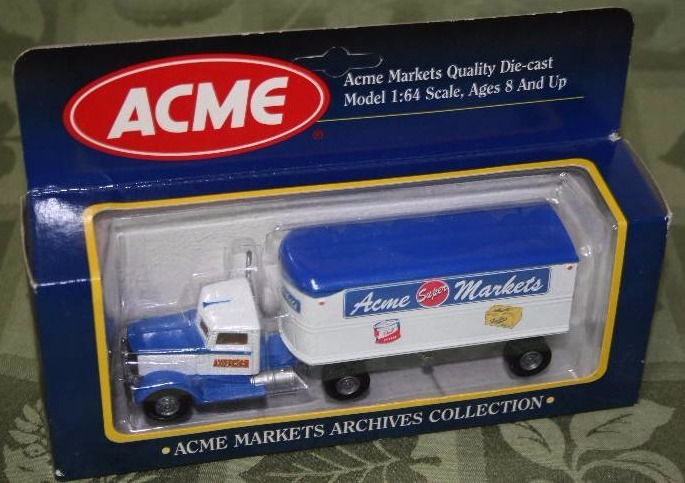 ACME®
Acme Markets Quality Die-cast
Model 1:64 Scale, Ages 8 And Up
Acme Super Markets
• ACME MARKETS ARCHIVES COLLECTION •